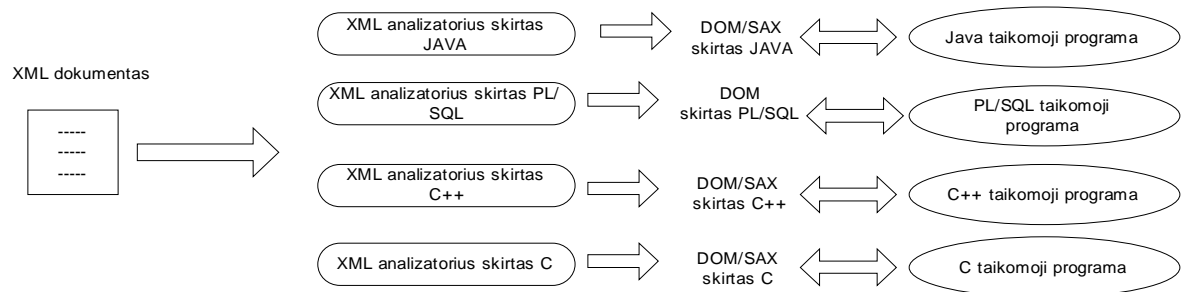 XML dokumentas
-----
-----
-----
XML analizatorius skirtas
JAVA
DOM/SAX
skirtas JAVA
Java taikomoji programa
XML analizatorius skirtas PL/
SQL
DOM
skirtas PL/SQL
PL/SQL taikomoji
programa
XML analizatorius skirtas
C++
DOM/SAX
skirtas C++
C++ taikomoji programa
XML analizatorius skirtas C
DOM/SAX
skirtas C
C taikomoji programa